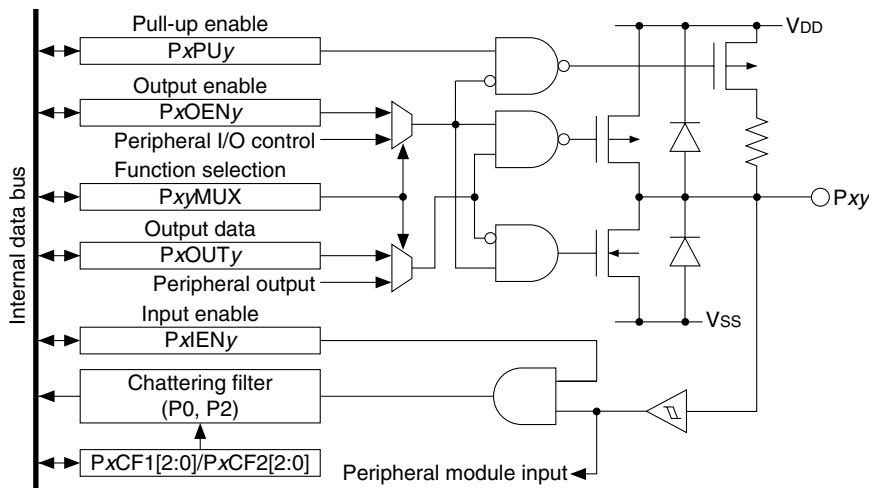 Pull-up enable
PxPUy
Output enable
PxOENy
Peripheral I/O control
Function selection
PxyMUX
Output data
PxOUTy
Peripheral output
Input enable
PxIENy
Chattering filter
(P0, P2)
PxCF1[2:0]/PxCF2[2:0]
Internal data bus
VDD
Pxy
VSS
Peripheral module input